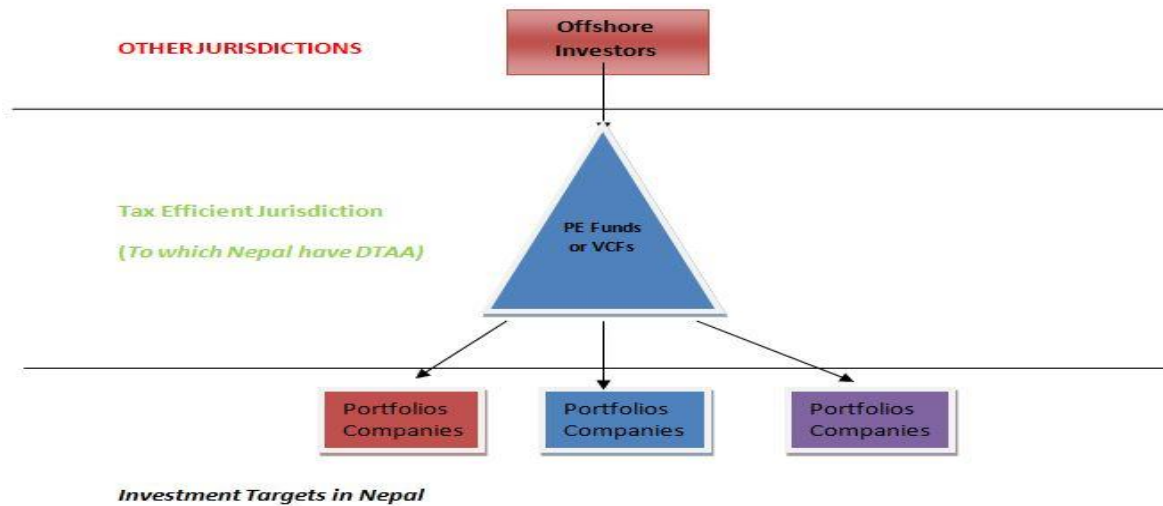 Offshore
Investors
OTHER JURISDICTIONS
Tax Efficient Jurisdiction
(To which Nepal have DTAA)
PE Funds
or VCFs
Portfolios
Companies
Portfolios
Companies
Portfolios
Companies
Investment Targets in Nepal